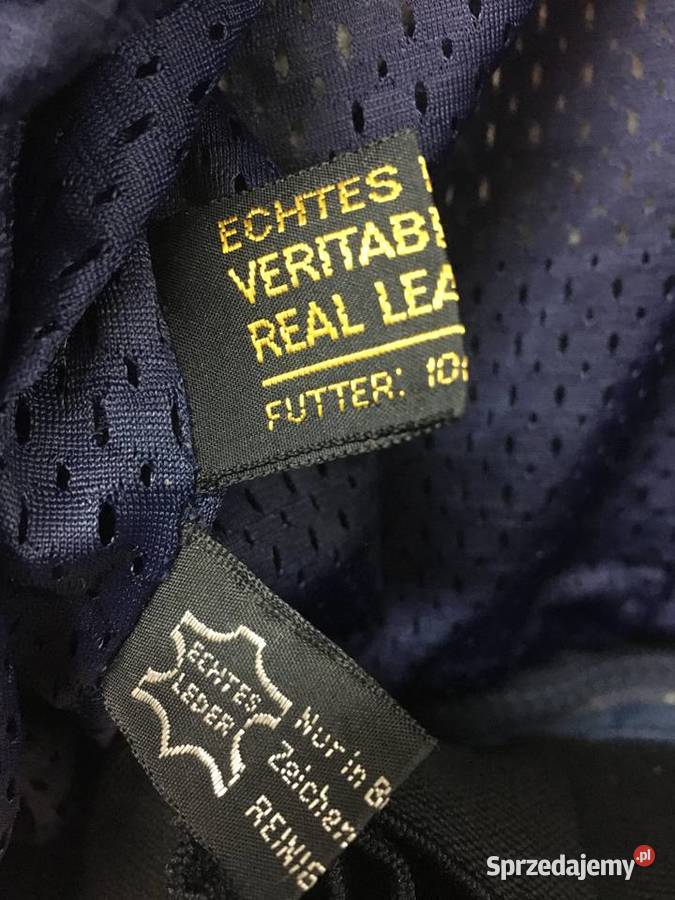 ECHTES
VERITAB
REAL LEA
FUTTER: 10
ECHTES
LEDER
Nur in B
Zeichen
REINIG
Sprzedajemy.pl